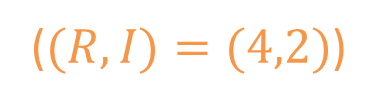 ((R, I) = (4,2))